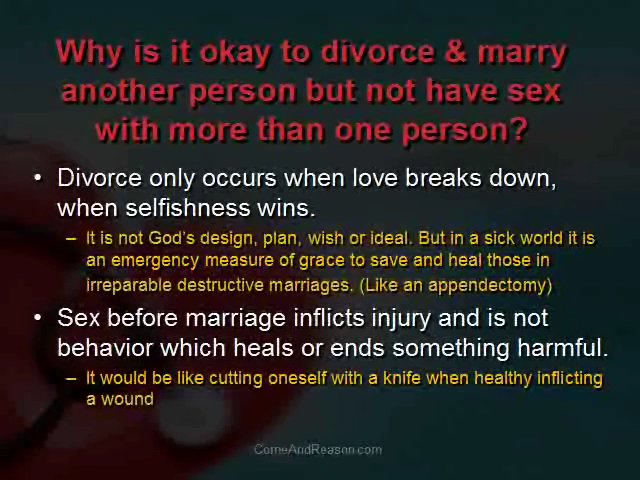 Why is it okay to divorce & marry
another person but not have sex
with more than one person?
• Divorce only occurs when love breaks down,
when selfishness wins.
– It is not God's design, plan, wish or ideal. But in a sick world it is
an emergency measure of grace to save and heal those in
irreparable destructive marriages. (Like an appendectomy)
• Sex before marriage inflicts injury and is not
behavior which heals or ends something harmful.
– It would be like cutting oneself with a knife when healthy inflicting
a wound
ComeAndReason.com